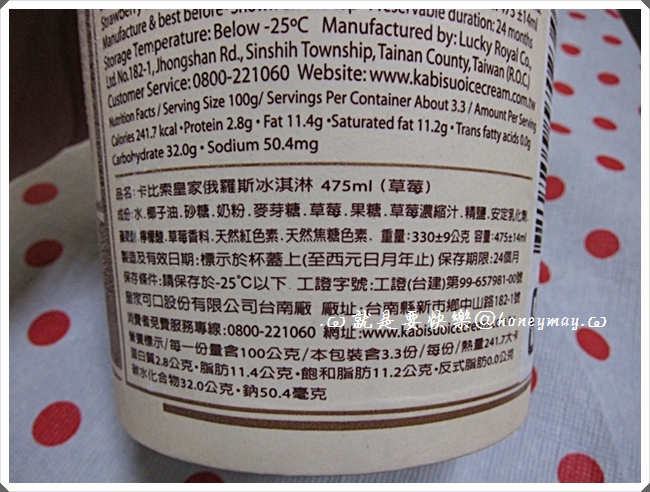 Strawberry 475 ±14ml
Manufacture & best before Preservable duration: 24 months
Storage Temperature: Below -25°C Manufactured by: Lucky Royal Co.,
Ltd. No.182-1, Jhongshan Rd., Sinshih Township, Tainan County, Taiwan (R.O.C)
Customer Service: 0800-221060 Website: www.kabisuoicecream.com.tw
Nutrition Facts / Serving Size 100g/ Servings Per Container About 3.3 / Amount Per Serving
Calories 241.7 kcal • Protein 2.8g • Fat 11.4g • Saturated fat 11.2g • Trans fatty acids 0.0g
Carbohydrate 32.0g • Sodium 50.4mg
品名:卡比索皇家俄羅斯冰淇淋 475ml (草莓)
成份:水.椰子油.砂糖.奶粉.麥芽糖.草莓.果糖.草莓濃縮汁.精鹽.安定乳化劑.
檸檬酸.草莓香料.天然紅色素.天然焦糖色素. 重量:330±9公克 容量:475±14ml
製造及有效日期:標示於杯蓋上(至西元日月年止) 保存期限:24個月
保存條件:請保存於-25°C以下. 工證字號:工證(台建)第99-657981-00號
皇家可口股份有限公司台南廠 廠址:台南縣新市鄉中山路182-1號
消費者免費服務專線:0800-221060 網址:www.kabisuoicecream.com.tw
.ω 就是要快樂@honeymay.ω
營養標示/每一份量含100公克/本包裝含3.3份/每份/熱量241.7大卡
蛋白質2.8公克•脂肪11.4公克•飽和脂肪11.2公克•反式脂肪0.0公克
碳水化合物32.0公克•鈉50.4毫克